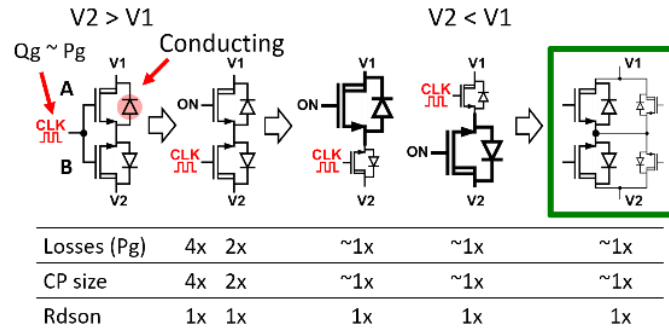 V2 > V1
V2 < V1
Qg ~ Pg
Conducting
V1
V1
V1
V1
V1
A
ON
ON
CLK
CLK
B
CLK
CLK
ON
V2
V2
V2
V2
V2
Losses (Pg) 4x 2x ~1x ~1x ~1x
CP size 4x 2x ~1x ~1x ~1x
Rdson 1x 1x 1x 1x 1x